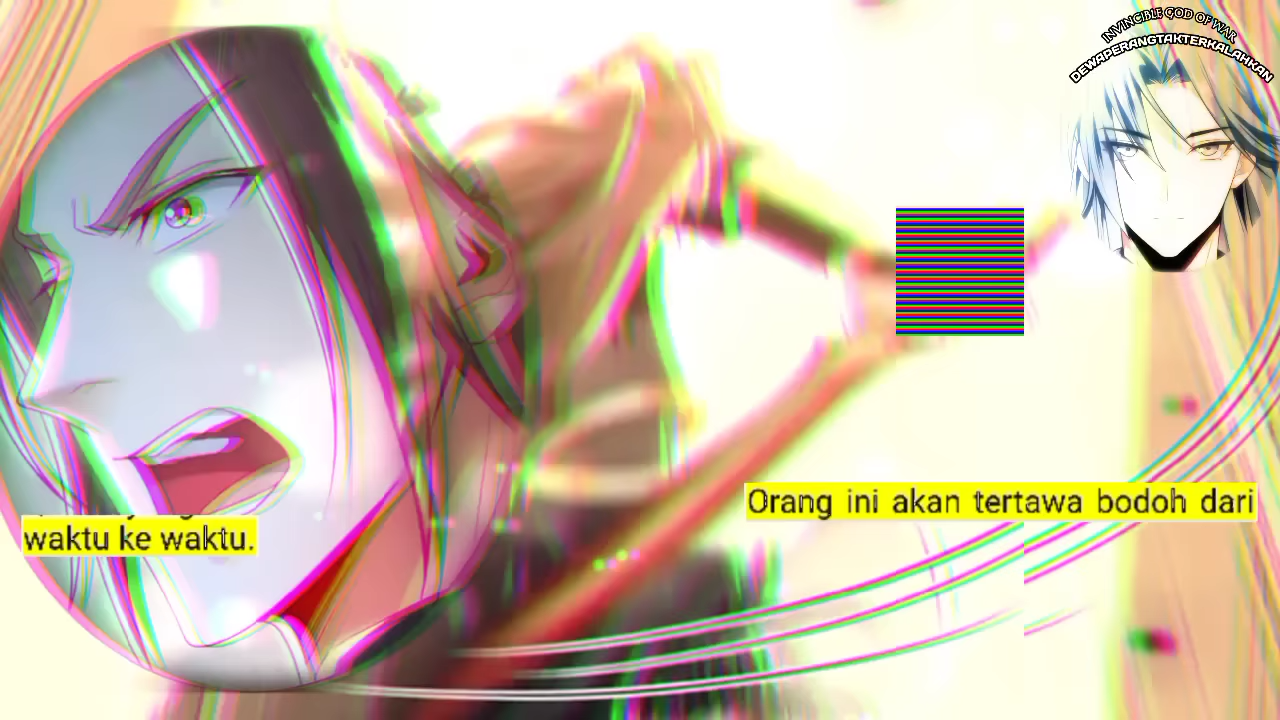 INVINCIBLE GOD OF WAR
DEWAPERANGTAKTERKALAHKAN
Orang ini akan tertawa bodoh dari
waktu ke waktu.